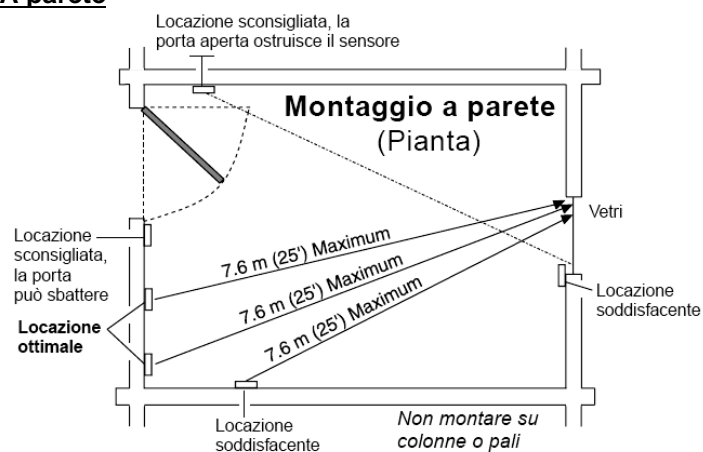 A parete
Locazione sconsigliata, la
porta aperta ostruisce il sensore
Montaggio a parete
(Pianta)
Vetri
Locazione
sconsigliata,
la porta
può sbattere
7.6 m (25') Maximum
7.6 m (25') Maximum
7.6 m (25') Maximum
Locazione
soddisfacente
Locazione
ottimale
Locazione
soddisfacente
Non montare su
colonne o pali